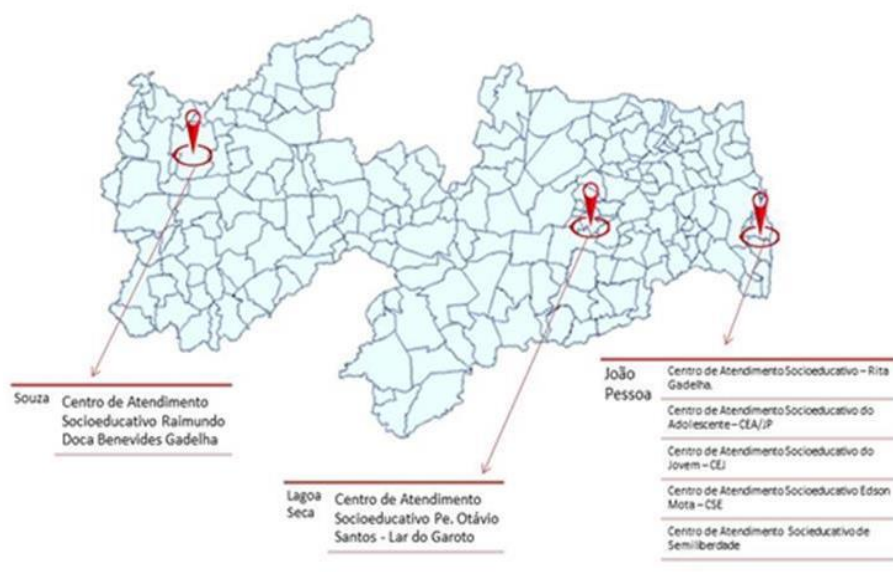 Souza
Centro de Atendimento
Socioeducativo Raimundo
Doca Benevides Gadelha
Lagoa
Seca
Centro de Atendimento
Socioeducativo Pe. Otávio
Santos - Lar do Garoto
João
Pessoa
Centro de Atendimento Socioeducativo – Rita
Gadelha.
Centro de Atendimento Socioeducativo do
Adolescente – CEA/JP
Centro de Atendimento Socioeducativo do
Jovem – CEJ
Centro de Atendimento Socioeducativo Edson
Mota – CSE
Centro de Atendimento Socieducativo de
Semiliberdade